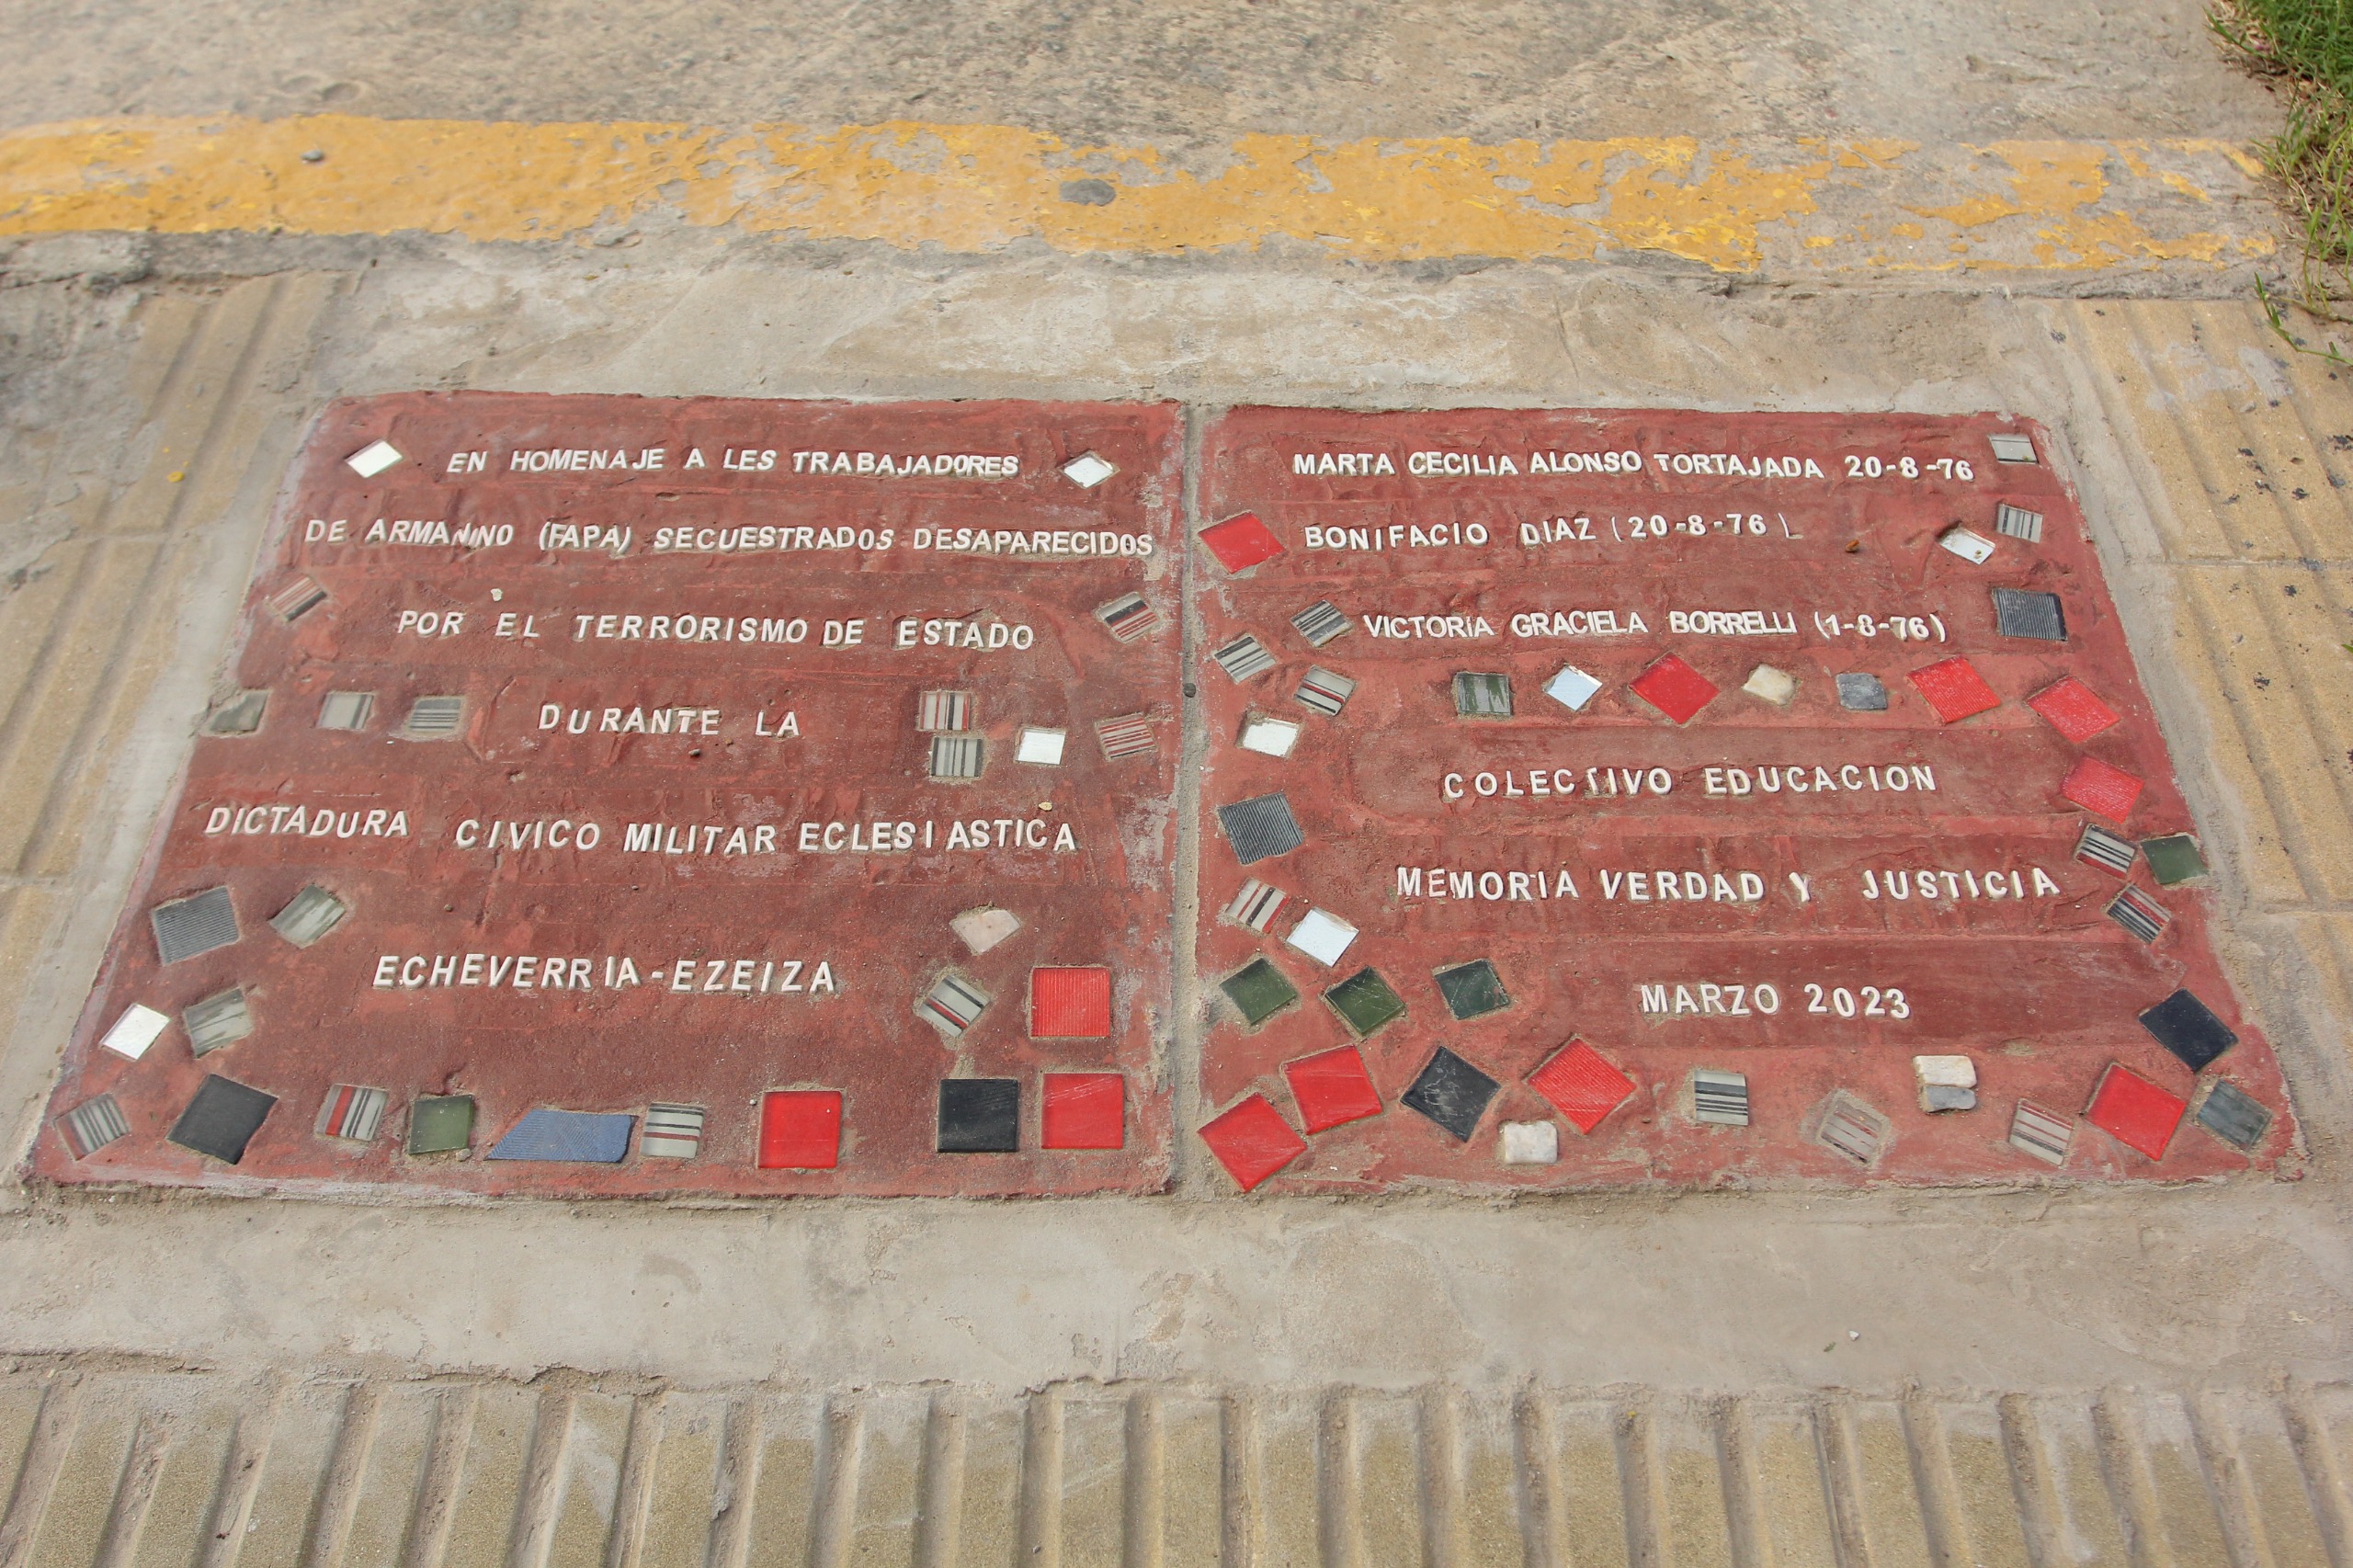 EN HOMENAJE A LES TRABAJADORES
DE ARMANINO (FAPA) SECUESTRADOS DESAPARECIDOS
POR EL TERRORISMO DE ESTADO
DURANTE LA
DICTADURA CIVICO MILITAR ECLESIASTICA
ECHEVERRIA-EZEIZA
MARTA CECILIA ALONSO TORTAJADA 20-8-76
BONIFACIO DIAZ (20-8-76)
VICTORIA GRACIELA BORRELLI (1-8-76)
COLECTIVO EDUCACION
MEMORIA VERDAD Y JUSTICIA
MARZO 2023